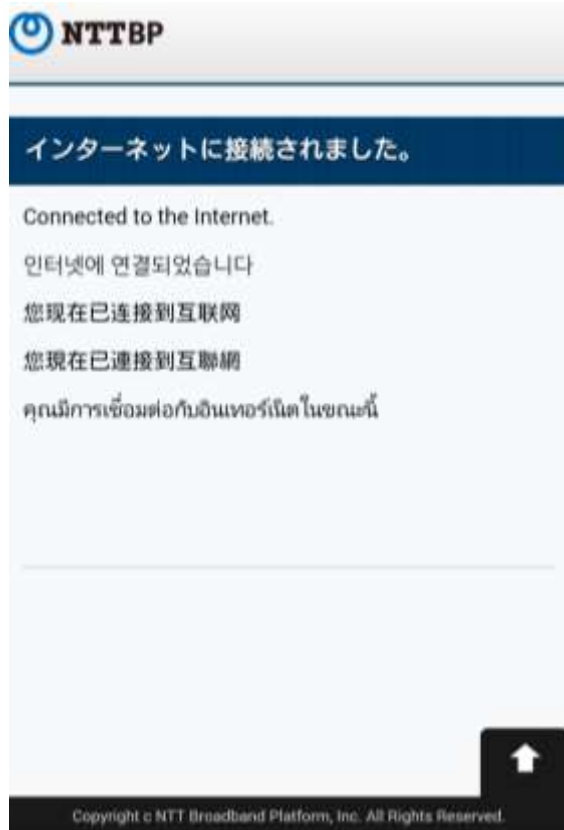 NTTBP
インターネットに接続されました。
Connected to the Internet.
인터넷에 연결되었습니다
您现在已连接到互联网
您現在已連接到互聯網
คุณมีการเชื่อมต่อกับอินเทอร์เน็ตในขณะนี้
Copyright c NTT Broadband Platform, Inc. All Rights Reserved.